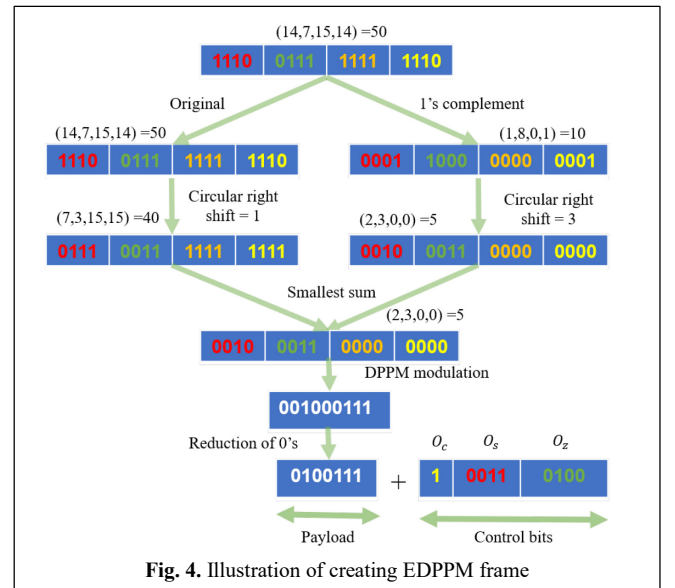 (14,7,15,14)=50
1110 0111 1111 1110
Original 1's complement
(14,7,15,14) =50 (1,8,0,1) =10
1110 0111 1111 1110 0001 1000 0000 0001
(7,3,15,15) =40 Circular right shift = 1 (2,3,0,0) =5 Circular right shift = 3
0111 0011 1111 1111 0010 0011 0000 0000
Smallest sum
(2,3,0,0) =5
0010 0011 0000 0000
DPPM modulation
001000111
Reduction of 0's O_c O_s O_z
0100111 + 1 0011 0100
Payload Control bits
Fig. 4. Illustration of creating EDPPM frame